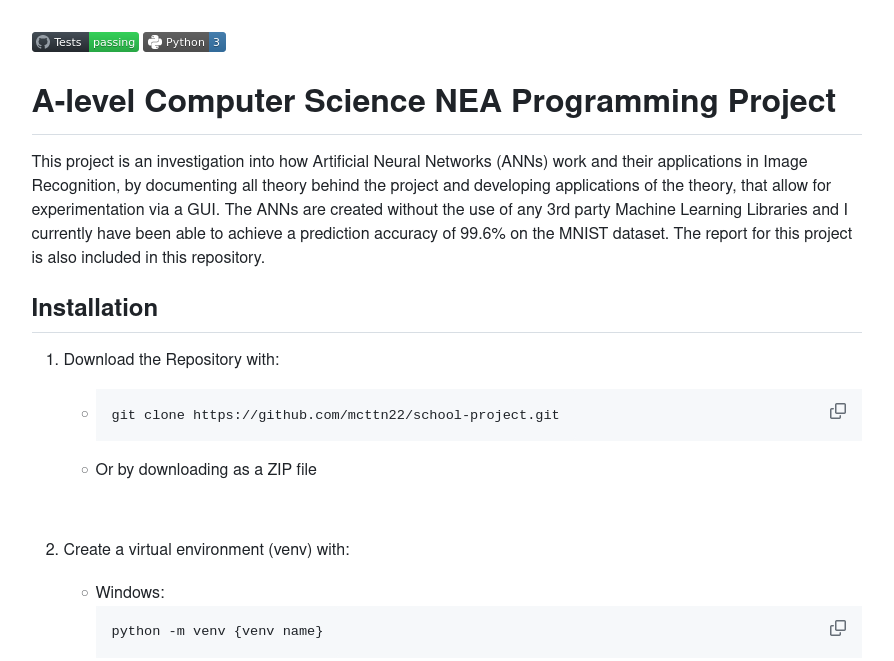 Tests passing Python 3
A-level Computer Science NEA Programming Project
This project is an investigation into how Artificial Neural Networks (ANNs) work and their applications in Image
Recognition, by documenting all theory behind the project and developing applications of the theory, that allow for
experimentation via a GUI. The ANNs are created without the use of any 3rd party Machine Learning Libraries and I
currently have been able to achieve a prediction accuracy of 99.6% on the MNIST dataset. The report for this project
is also included in this repository.
Installation
1. Download the Repository with:
git clone https://github.com/mcttn22/school-project.git
Or by downloading as a ZIP file
2. Create a virtual environment (venv) with:
Windows:
python -m venv {venv name}